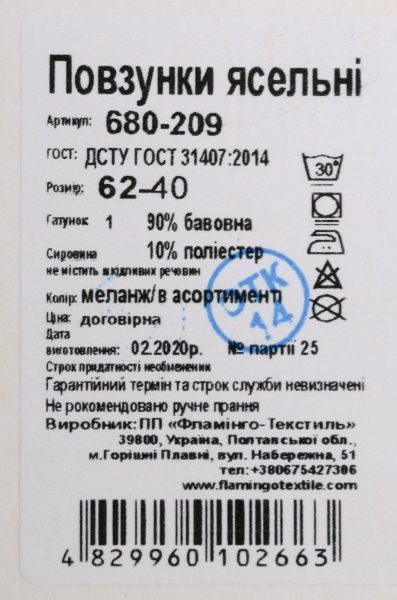 Повзунки ясельні
Артикул: 680-209
ГОСТ: ДСТУ ГОСТ 31407:2014
Розмір: 62-40
30°
Гатунок 1 90% бавовна
Сировина 10% поліестер
не містить шкідливих речовин
Колір: меланж/в асортименті
Ціна: договірна
ОТК
14
Дата
виготовлення: 02.2020р. № партії 25
Строк придатності необмежении
Гарантійний термін та строк служби невизначені
Не рекомендовано ручне прання
Виробник: ПП «Фламінго-Текстиль»
39800, Україна, Полтавської обл.,
м.Горішні Плавні, вул. Набережна, 51
тел: +380675427386
www.flamingotextile.com
4 829960 102663